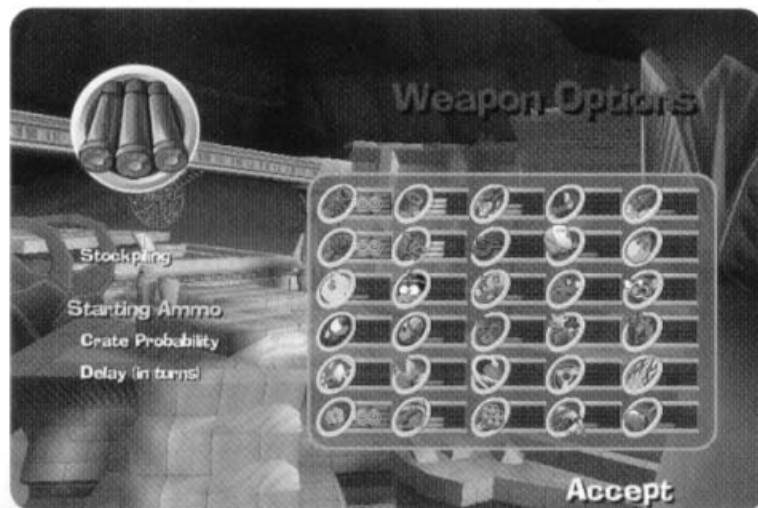 Weapon Options
Stockpiling
Starting Ammo
Crate Probability
Delay (in turns)
Accept